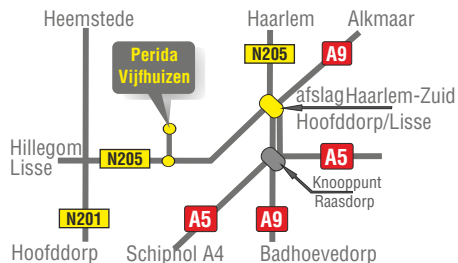 Heemstede
Haarlem
Alkmaar
Perida
Vijfhuizen
N205
A9
afslag Haarlem-Zuid
Hoofddorp/Lisse
Hillegom
Lisse
N205
A5
Knooppunt
Raasdorp
N201
A5
A9
Hoofddorp
Schiphol A4
Badhoevedorp